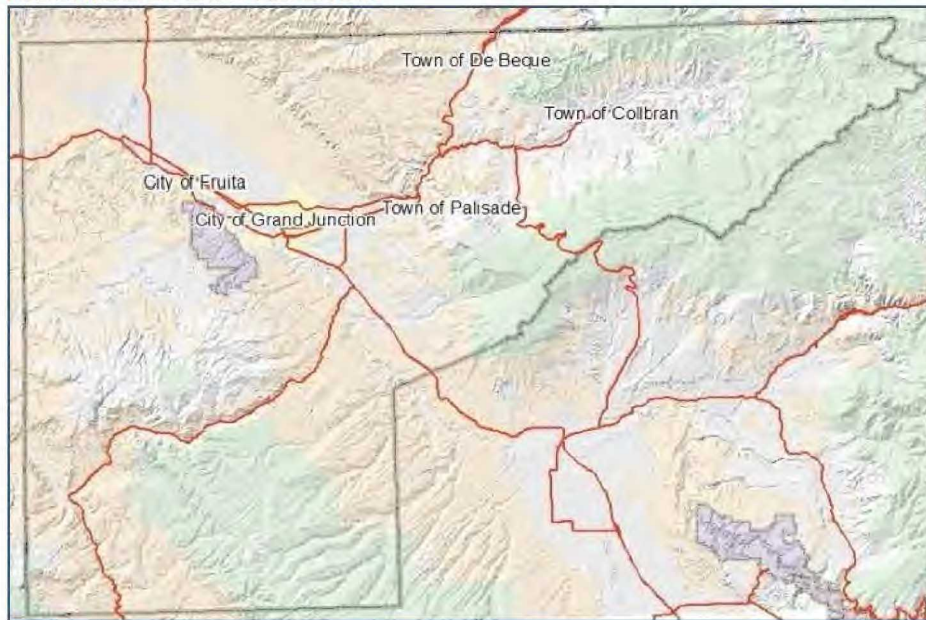 Town of De Beque
Town of Collbran
City of Fruita
Town of Palisade
City of Grand Junction